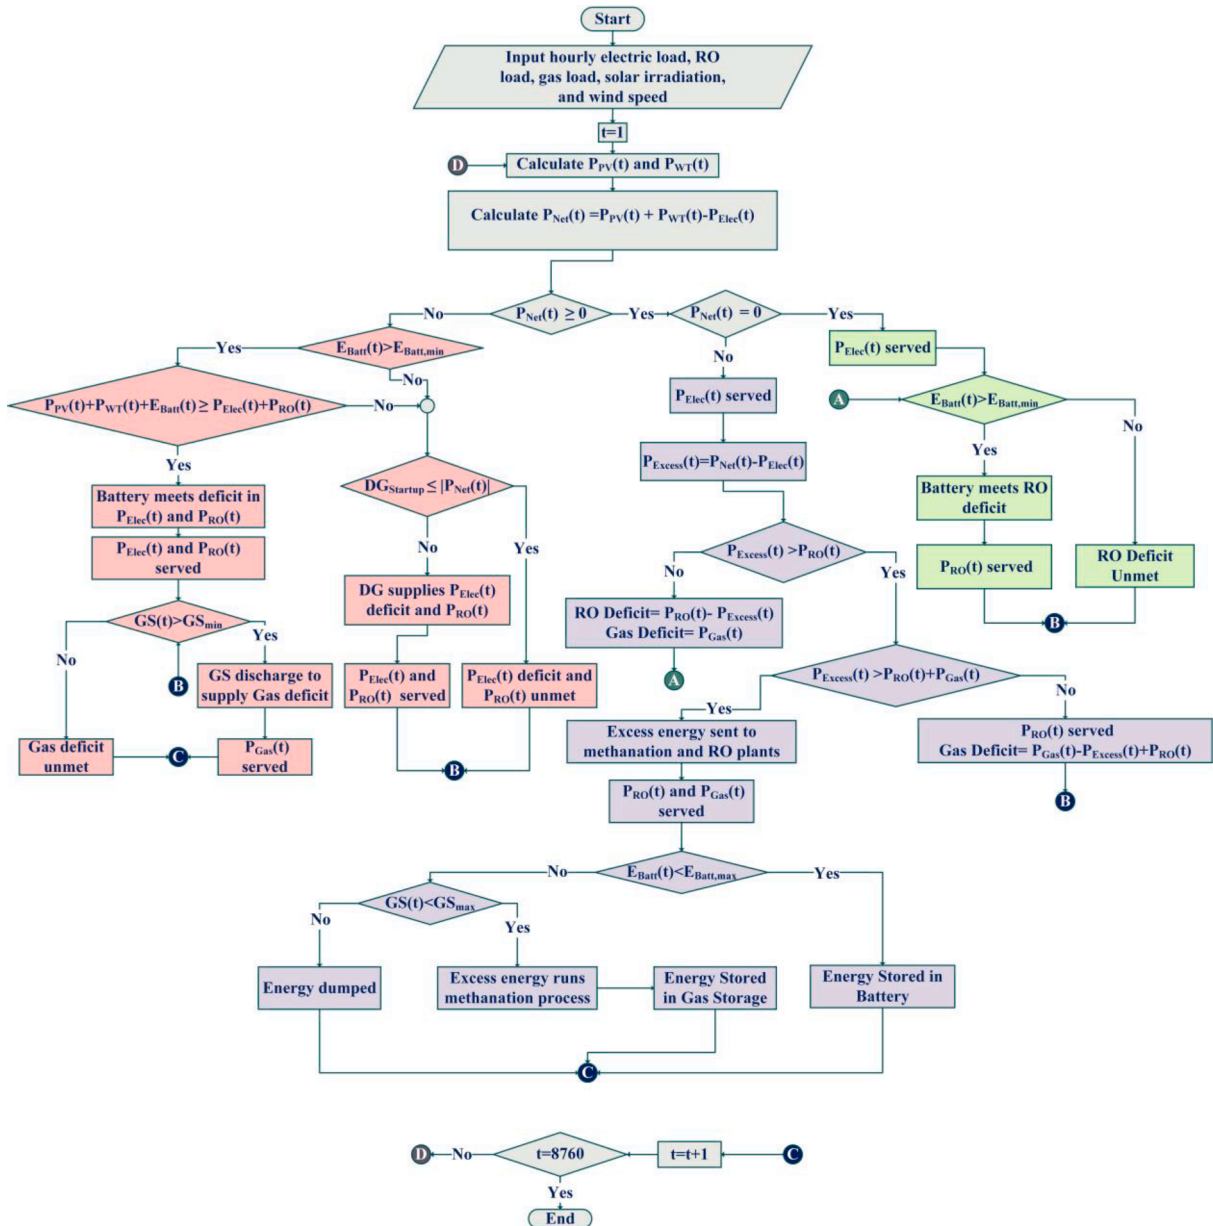 Start
Input hourly electric load, RO
load, gas load, solar irradiation,
and wind speed
t=1
D
Calculate P_PV(t) and P_WT(t)
Calculate P_Net(t) =P_PV(t) + P_WT(t)-P_Elec(t)
No
P_Net(t) ≥ 0
Yes
P_Net(t) = 0
Yes
Yes
E_Batt(t)>E_Batt,min
No
P_Elec(t) served
No
P_PV(t)+P_WT(t)+E_Batt(t) ≥ P_Elec(t)+P_RO(t)
No
P_Elec(t) served
A
E_Batt(t)>E_Batt,min
No
Yes
P_Excess(t)=P_Net(t)-P_Elec(t)
Yes
Battery meets deficit in
P_Elec(t) and P_RO(t)
DG_Startup ≤ |P_Net(t)|
Battery meets RO
deficit
P_Elec(t) and P_RO(t)
served
No
Yes
P_Excess(t) >P_RO(t)
No
Yes
P_RO(t) served
RO Deficit
Unmet
DG supplies P_Elec(t)
deficit and P_RO(t)
RO Deficit= P_RO(t)- P_Excess(t)
Gas Deficit= P_Gas(t)
B
GS(t)>GS_min
No
Yes
B
GS discharge to
supply Gas deficit
P_Elec(t) and
P_RO(t) served
P_Elec(t) deficit and
P_RO(t) unmet
A
P_Excess(t) >P_RO(t)+P_Gas(t)
Yes
No
Gas deficit
unmet
C
P_Gas(t)
served
B
Excess energy sent to
methanation and RO plants
P_RO(t) served
Gas Deficit= P_Gas(t)-P_Excess(t)+P_RO(t)
P_RO(t) and P_Gas(t)
served
B
No
E_Batt(t)<E_Batt,max
Yes
GS(t)<GS_max
No
Yes
Energy dumped
Excess energy runs
methanation process
Energy Stored
in Gas Storage
Energy Stored in
Battery
C
D
No
t=8760
t=t+1
C
Yes
End